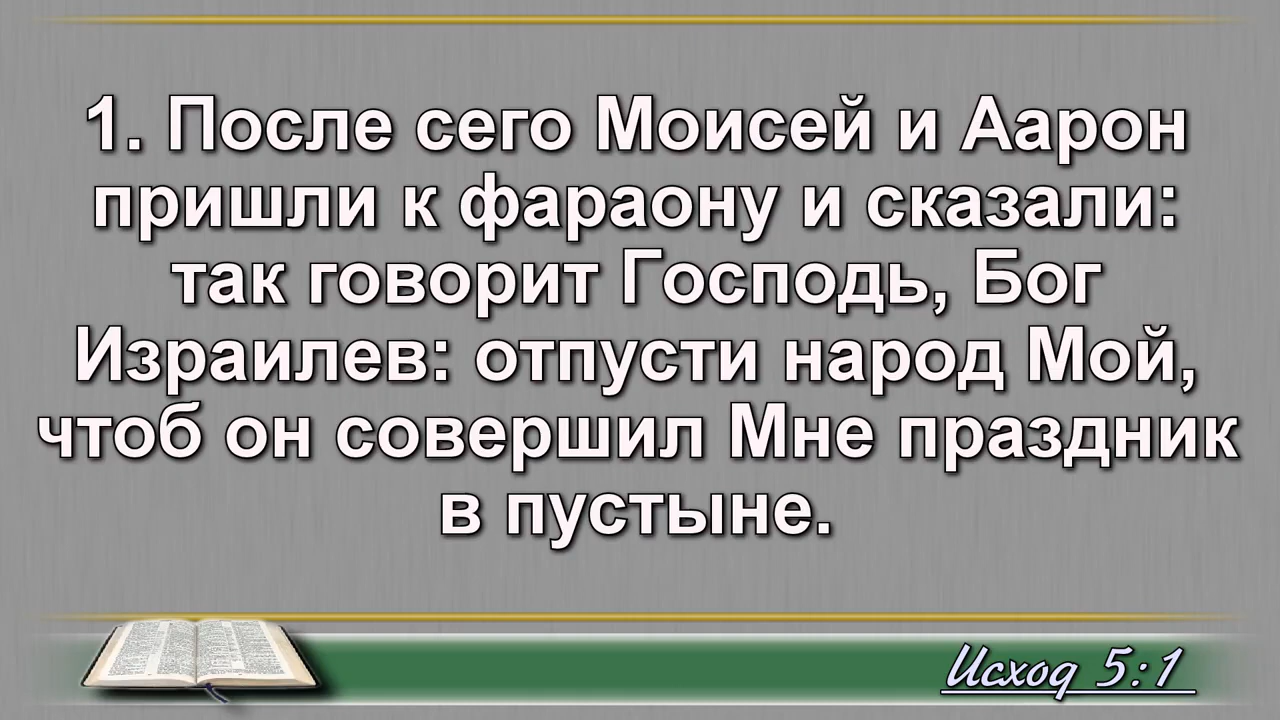 1. После сего Моисей и Аарон
пришли к фараону и сказали:
так говорит Господь, Бог
Израилев: отпусти народ Мой,
чтоб он совершил Мне праздник
в пустыне.
Исход 5:1